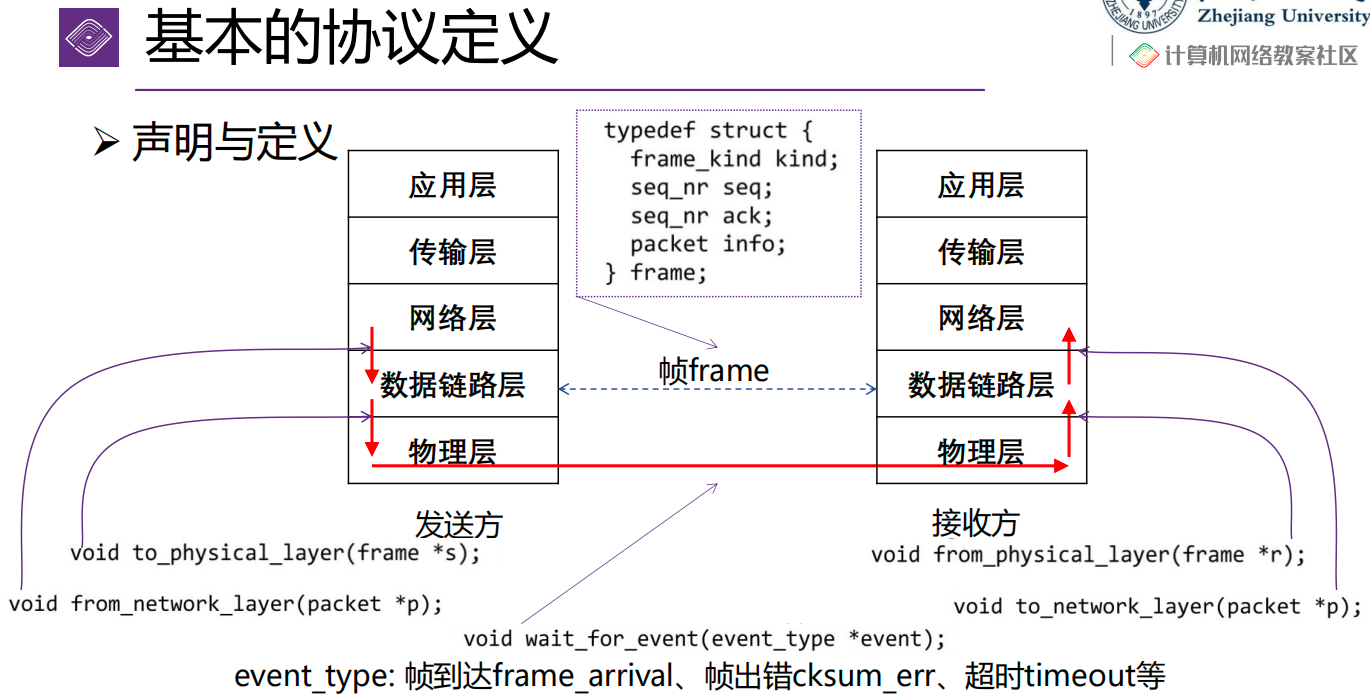 基本的协议定义
1897
ZHEJIANG UNIVERSITY
Zhejiang University
计算机网络教案社区
➢ 声明与定义
typedef struct {
frame_kind kind;
seq_nr seq;
seq_nr ack;
packet info;
} frame;
应用层
传输层
网络层
数据链路层
物理层
发送方
帧frame
应用层
传输层
网络层
数据链路层
物理层
接收方
void to_physical_layer(frame *s);
void from_physical_layer(frame *r);
void from_network_layer(packet *p);
void to_network_layer(packet *p);
void wait_for_event(event_type *event);
event_type: 帧到达frame_arrival、帧出错cksum_err、超时timeout等